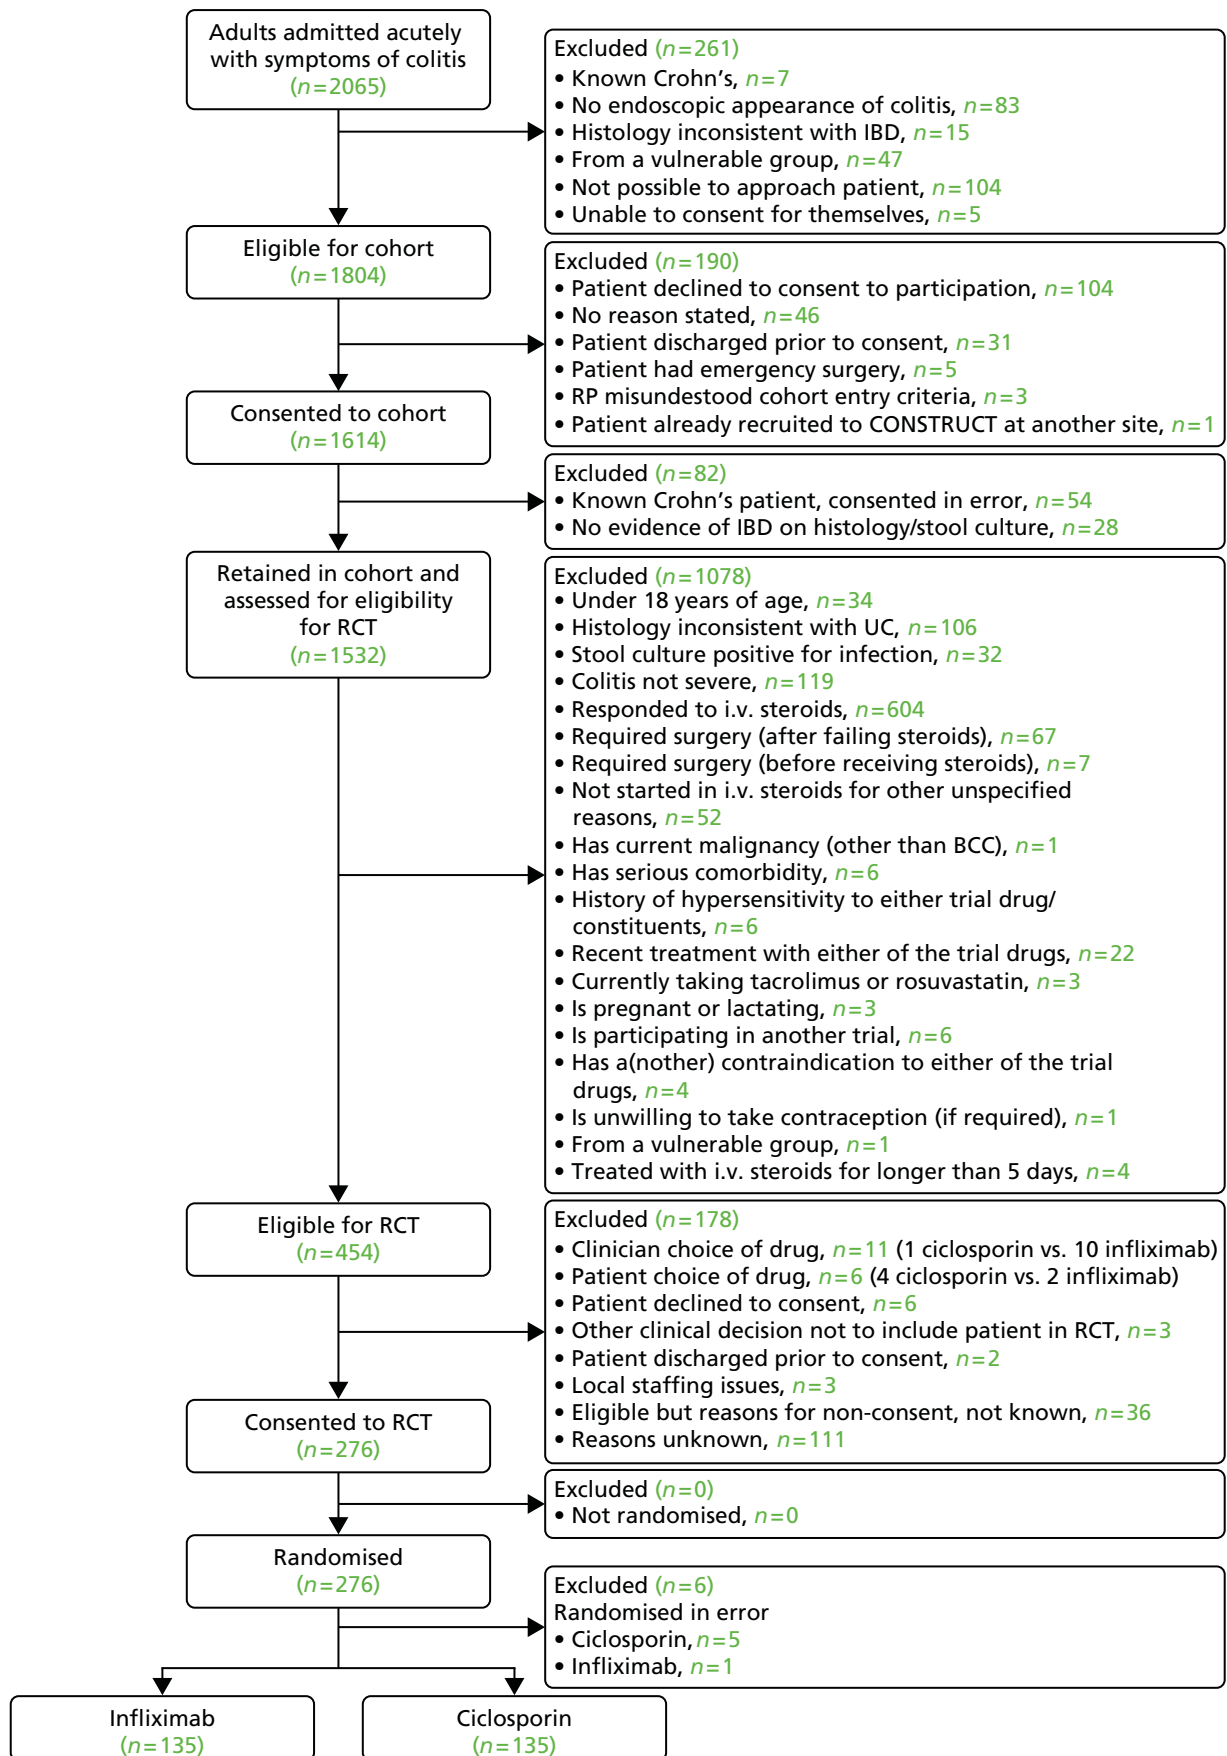 Adults admitted acutely
with symptoms of colitis
(n=2065)
Excluded (n=261)
• Known Crohn's, n=7
• No endoscopic appearance of colitis, n=83
• Histology inconsistent with IBD, n=15
• From a vulnerable group, n=47
• Not possible to approach patient, n=104
• Unable to consent for themselves, n=5
Eligible for cohort
(n=1804)
Excluded (n=190)
• Patient declined to consent to participation, n=104
• No reason stated, n=46
• Patient discharged prior to consent, n=31
• Patient had emergency surgery, n=5
• RP misundestood cohort entry criteria, n=3
• Patient already recruited to CONSTRUCT at another site, n=1
Consented to cohort
(n=1614)
Excluded (n=82)
• Known Crohn's patient, consented in error, n=54
• No evidence of IBD on histology/stool culture, n=28
Retained in cohort and
assessed for eligibility
for RCT
(n=1532)
Excluded (n=1078)
• Under 18 years of age, n=34
• Histology inconsistent with UC, n=106
• Stool culture positive for infection, n=32
• Colitis not severe, n=119
• Responded to i.v. steroids, n=604
• Required surgery (after failing steroids), n=67
• Required surgery (before receiving steroids), n=7
• Not started in i.v. steroids for other unspecified
reasons, n=52
• Has current malignancy (other than BCC), n=1
• Has serious comorbidity, n=6
• History of hypersensitivity to either trial drug/
constituents, n=6
• Recent treatment with either of the trial drugs, n=22
• Currently taking tacrolimus or rosuvastatin, n=3
• Is pregnant or lactating, n=3
• Is participating in another trial, n=6
• Has a(nother) contraindication to either of the trial
drugs, n=4
• Is unwilling to take contraception (if required), n=1
• From a vulnerable group, n=1
• Treated with i.v. steroids for longer than 5 days, n=4
Eligible for RCT
(n=454)
Excluded (n=178)
• Clinician choice of drug, n=11 (1 ciclosporin vs. 10 infliximab)
• Patient choice of drug, n=6 (4 ciclosporin vs. 2 infliximab)
• Patient declined to consent, n=6
• Other clinical decision not to include patient in RCT, n=3
• Patient discharged prior to consent, n=2
• Local staffing issues, n=3
• Eligible but reasons for non-consent, not known, n=36
• Reasons unknown, n=111
Consented to RCT
(n=276)
Excluded (n=0)
• Not randomised, n=0
Randomised
(n=276)
Excluded (n=6)
Randomised in error
• Ciclosporin, n=5
• Infliximab, n=1
Infliximab
(n=135)
Ciclosporin
(n=135)